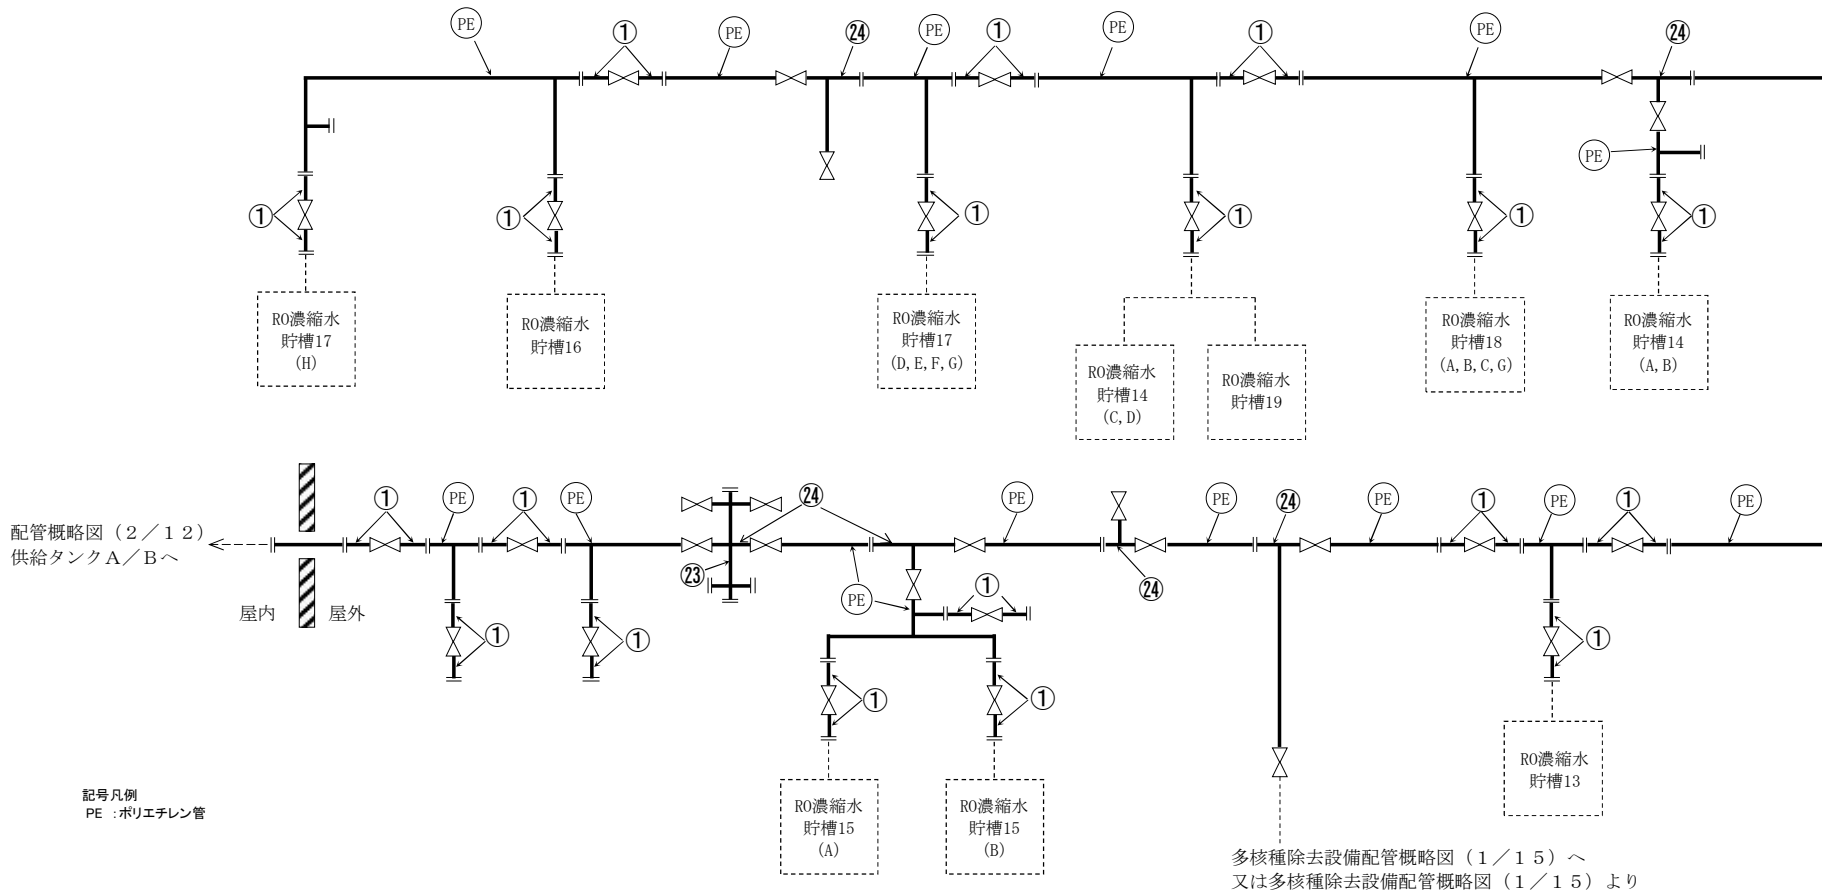 PE
①
PE
㉔
PE
①
PE
①
PE
㉔
PE
①
①
①
①
①
①
RO濃縮水
貯槽17
(H)
RO濃縮水
貯槽16
RO濃縮水
貯槽17
(D,E,F,G)
RO濃縮水
貯槽14
(C,D)
RO濃縮水
貯槽19
RO濃縮水
貯槽18
(A,B,C,G)
RO濃縮水
貯槽14
(A,B)
配管概略図（２／１２）
供給タンクＡ／Ｂへ
屋内
屋外
①
PE
①
PE
㉔
PE
PE
㉔
PE
①
PE
①
PE
㉓
PE
①
㉔
①
①
①
①
①
RO濃縮水
貯槽15
(A)
RO濃縮水
貯槽15
(B)
RO濃縮水
貯槽13
記号凡例
PE ：ポリエチレン管
多核種除去設備配管概略図（１／１５）へ
又は多核種除去設備配管概略図（１／１５）より